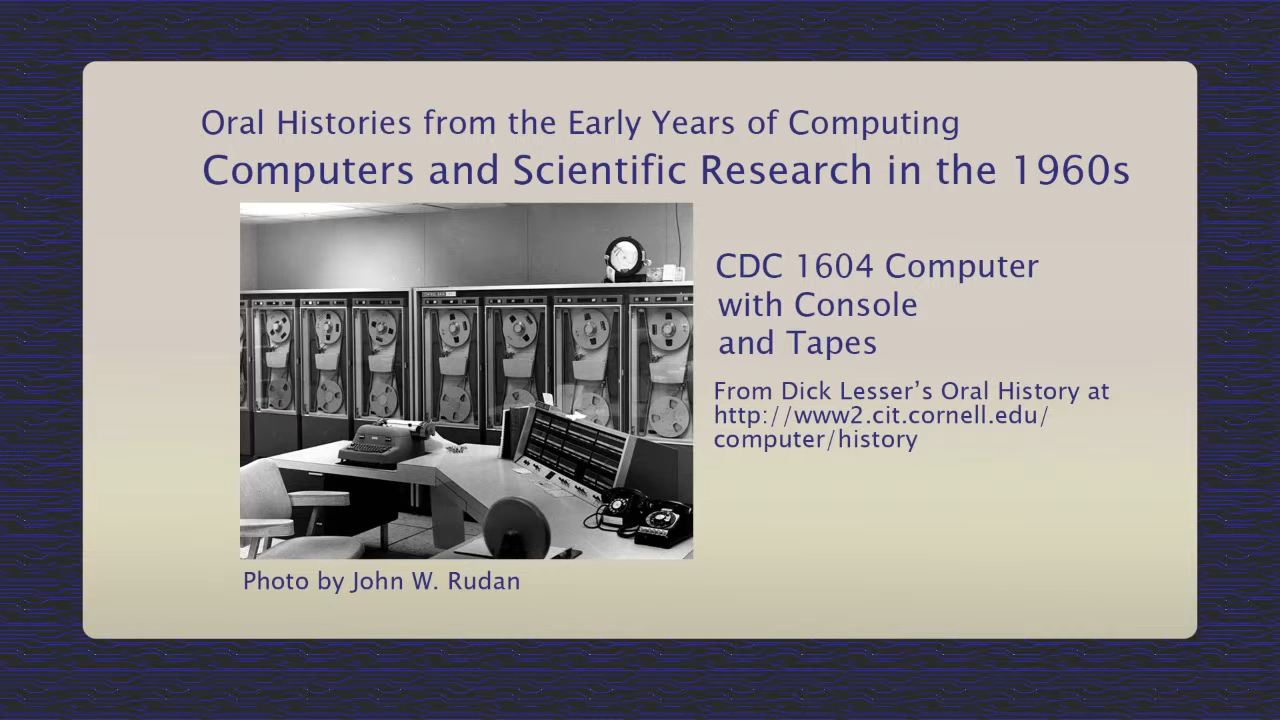 Oral Histories from the Early Years of Computing
Computers and Scientific Research in the 1960s
CDC 1604 Computer
with Console
and Tapes
From Dick Lesser’s Oral History at
http://www2.cit.cornell.edu/
computer/history
CONTROL DATA
Photo by John W. Rudan